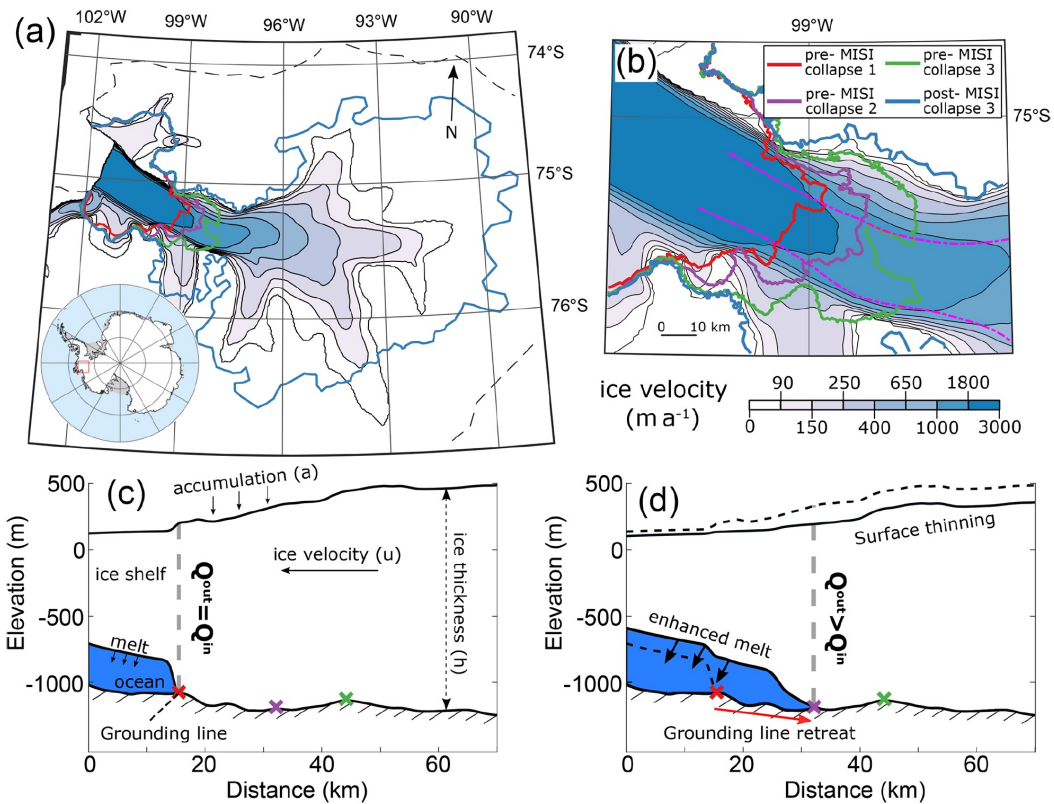 (a)
102°W
99°W
96°W
93°W
90°W
74°S
75°S
76°S
N
(b)
99°W
75°S
pre- MISI
collapse 1
pre- MISI
collapse 3
pre- MISI
collapse 2
post- MISI
collapse 3
0 10 km
ice velocity
(m a⁻¹)
90 250 650 1800
0 150 400 1000 3000
(c)
Elevation (m)
500
0
-500
-1000
accumulation (a)
ice velocity (u)
ice thickness (h)
ice shelf
Qout=Qin
melt
ocean
Grounding line
0 20 40 60
Distance (km)
(d)
Elevation (m)
500
0
-500
-1000
Surface thinning
enhanced melt
Qout>Qin
Grounding line retreat
0 20 40 60
Distance (km)